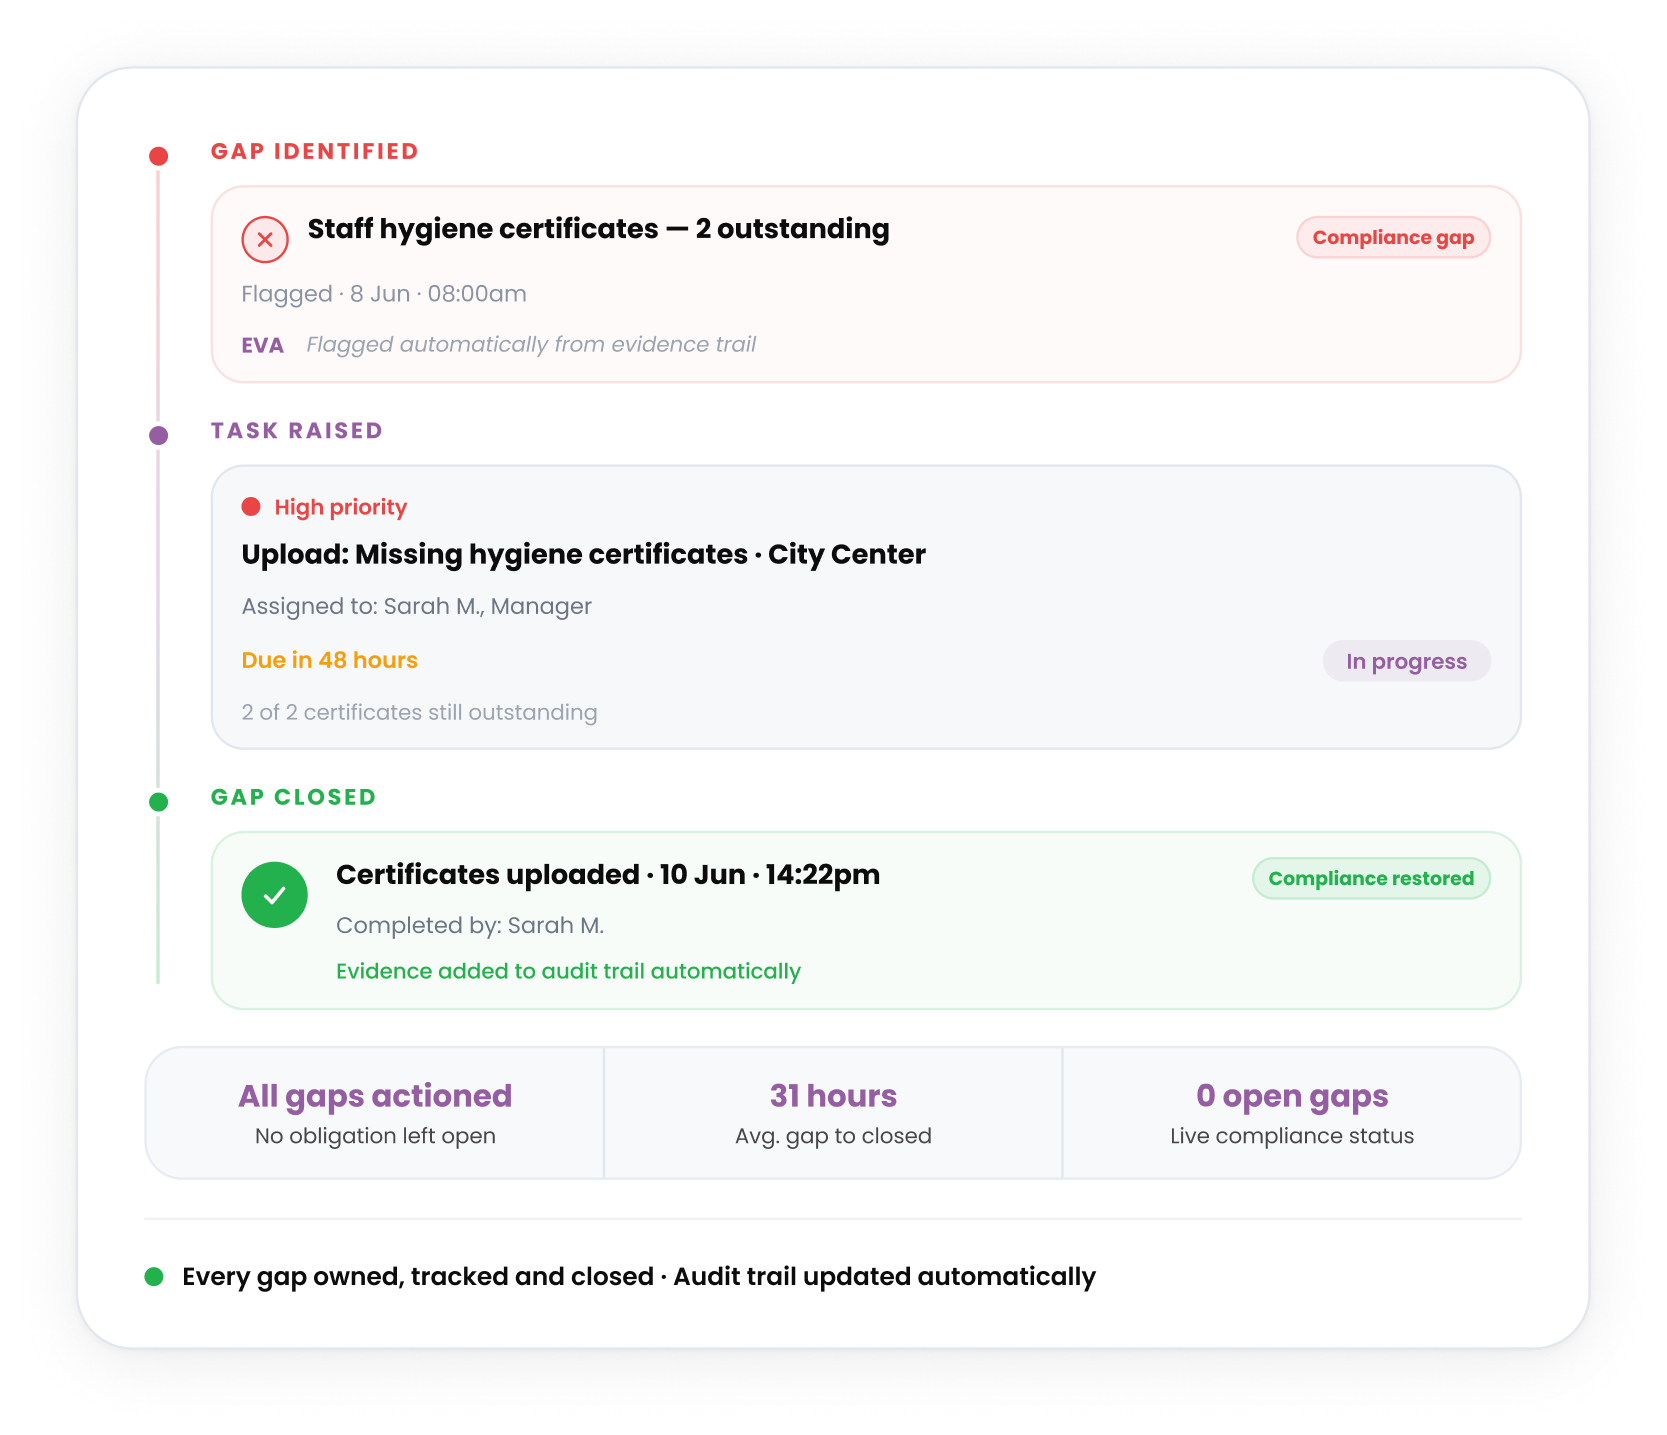 GAP IDENTIFIED
Staff hygiene certificates — 2 outstanding
Compliance gap
Flagged · 8 Jun · 08:00am
EVA Flagged automatically from evidence trail
TASK RAISED
High priority
Upload: Missing hygiene certificates · City Center
Assigned to: Sarah M., Manager
Due in 48 hours
In progress
2 of 2 certificates still outstanding
GAP CLOSED
Certificates uploaded · 10 Jun · 14:22pm
Compliance restored
Completed by: Sarah M.
Evidence added to audit trail automatically
All gaps actioned
No obligation left open
31 hours
Avg. gap to closed
0 open gaps
Live compliance status
Every gap owned, tracked and closed · Audit trail updated automatically